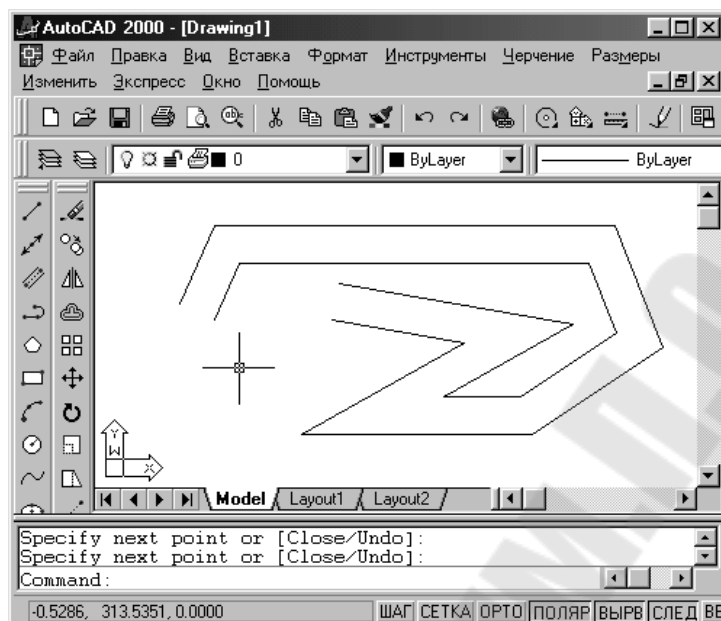 AutoCAD 2000 - [Drawing1]
Файл Правка Вид Вставка Формат Инструменты Черчение Размеры
Изменить Экспресс Окно Помощь
0 ByLayer ByLayer
Y
W
X
Model Layout1 Layout2
Specify next point or [Close/Undo]:
Specify next point or [Close/Undo]:
Command:
-0.5286, 313.5351, 0.0000 ШАГ СЕТКА ОРТО ПОЛЯР ВЫРВ СЛЕД